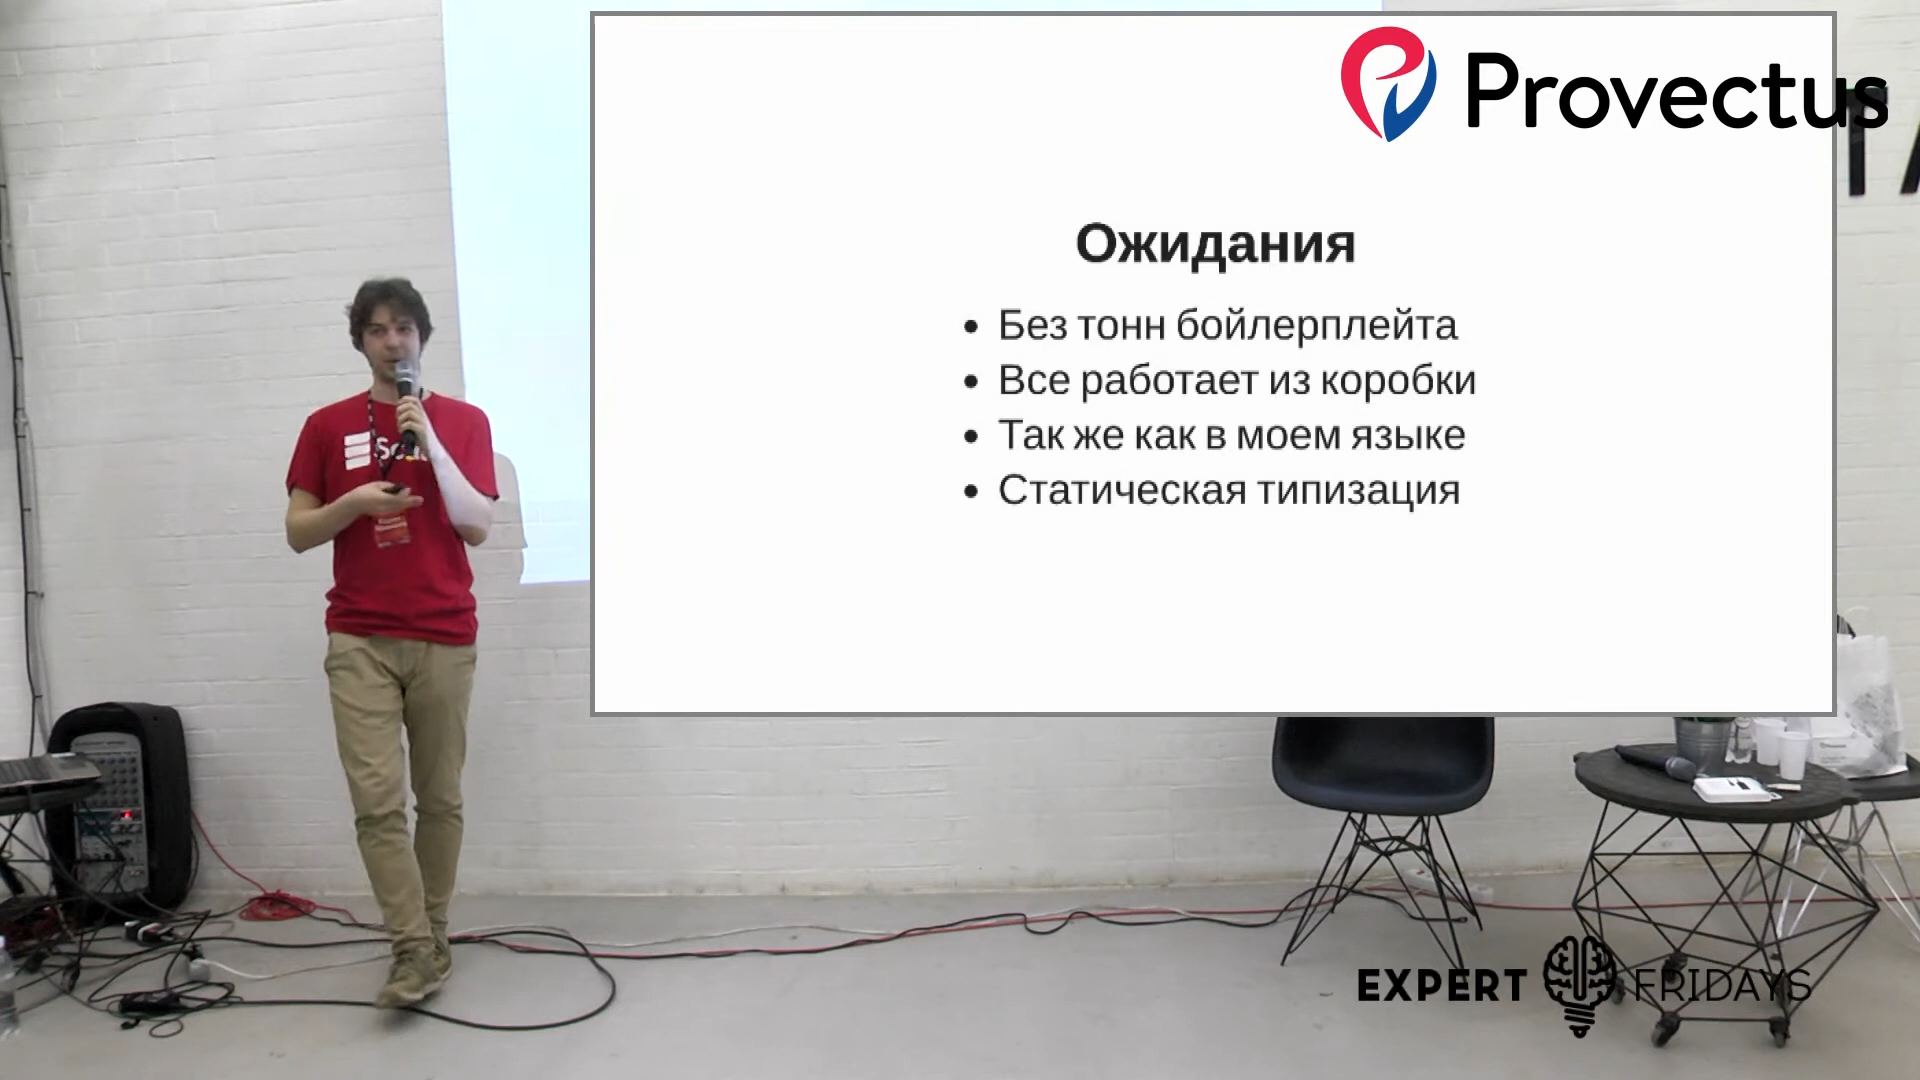 Provectus
Ожидания
Без тонн бойлерплейта
Все работает из коробки
Так же как в моем языке
Статическая типизация
EXPERT FRIDAYS